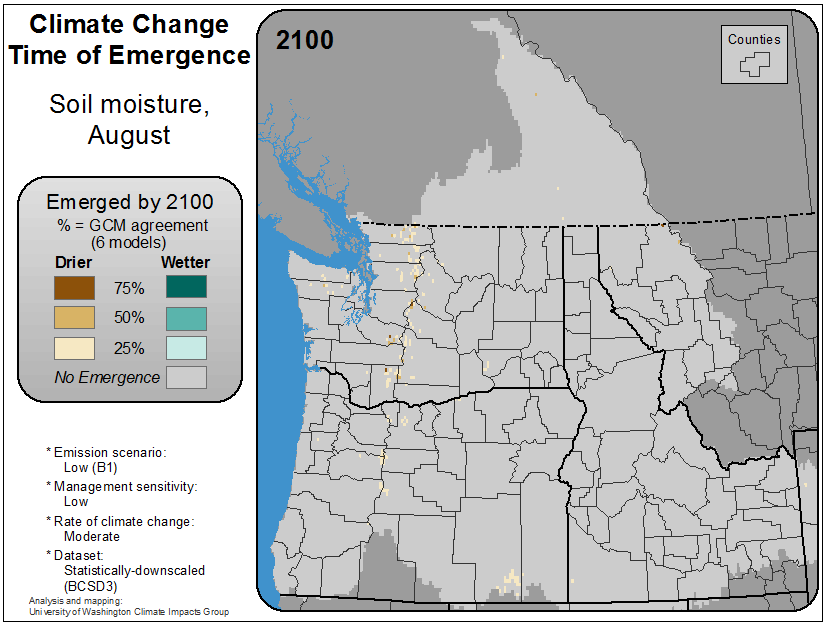 Climate Change
Time of Emergence
Soil moisture,
August
Emerged by 2100
% = GCM agreement
(6 models)
Drier Wetter
75%
50%
25%
No Emergence
* Emission scenario:
Low (B1)
* Management sensitivity:
Low
* Rate of climate change:
Moderate
* Dataset:
Statistically-downscaled
(BCSD3)
Analysis and mapping:
University of Washington Climate Impacts Group
2100
Counties